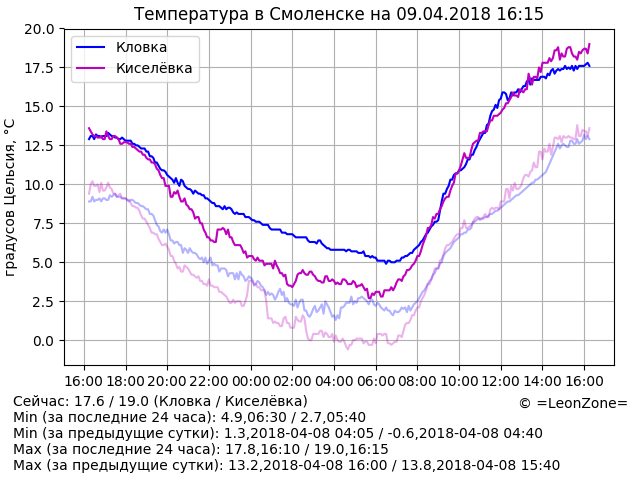 Температура в Смоленске на 09.04.2018 16:15
Кловка
Киселёвка
градусов Цельсия, °C
20.0
17.5
15.0
12.5
10.0
7.5
5.0
2.5
0.0
16:00 18:00 20:00 22:00 00:00 02:00 04:00 06:00 08:00 10:00 12:00 14:00 16:00
Сейчас: 17.6 / 19.0 (Кловка / Киселёвка)
© =LeonZone=
Min (за последние 24 часа): 4.9,06:30 / 2.7,05:40
Min (за предыдущие сутки): 1.3,2018-04-08 04:05 / -0.6,2018-04-08 04:40
Max (за последние 24 часа): 17.8,16:10 / 19.0,16:15
Max (за предыдущие сутки): 13.2,2018-04-08 16:00 / 13.8,2018-04-08 15:40